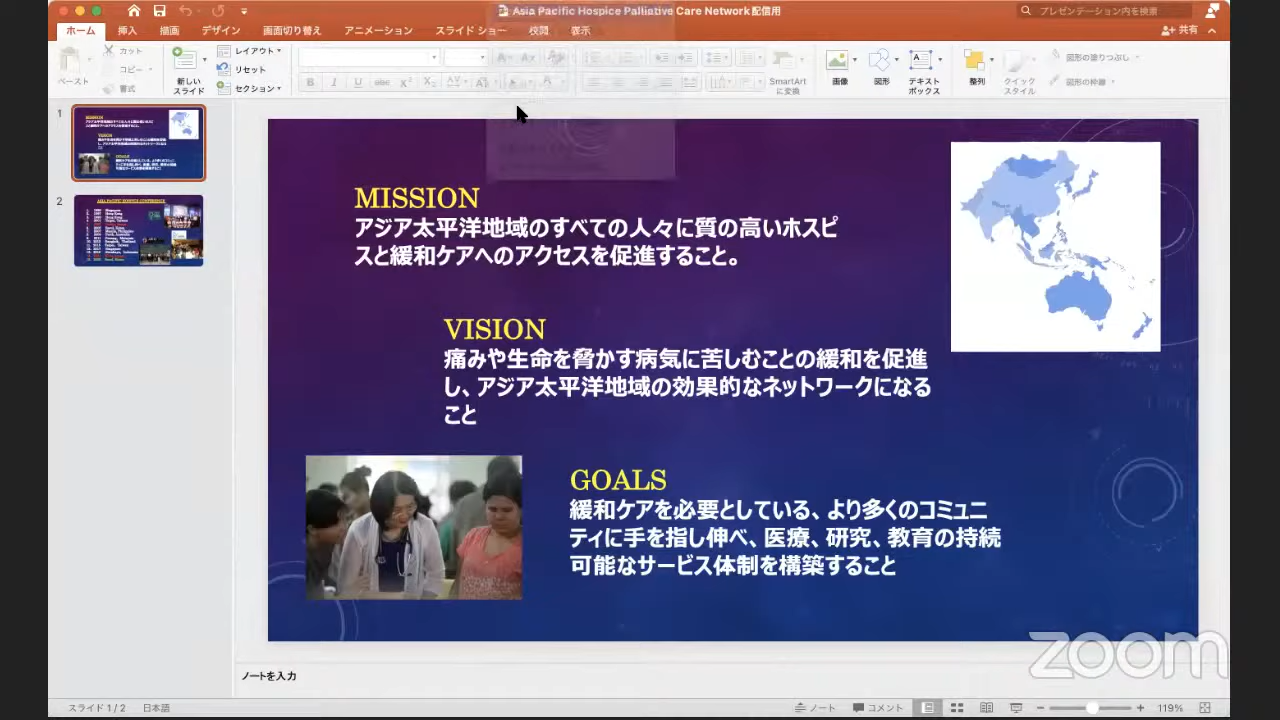 Asia Pacific Hospice Palliative Care Network配信用
プレゼンテーション内を検索
ホーム 挿入 描画 デザイン 画面切り替え アニメーション スライド ショー 校閲 表示 共有
ペースト
カット
コピー
書式
新しい
スライド
レイアウト
リセット
セクション
SmartArt
に変換
画像
図形
テキスト
ボックス
整列
クイック
スタイル
図形の塗りつぶし
図形の枠線
1
2
ASIA PACIFIC HOSPICE CONFERENCE
MISSION
アジア太平洋地域のすべての人々に質の高いホスピ
スと緩和ケアへのアクセスを促進すること。
VISION
痛みや生命を脅かす病気に苦しむことの緩和を促進
し、アジア太平洋地域の効果的なネットワークになる
こと
GOALS
緩和ケアを必要としている、より多くのコミュニ
ティに手を指し伸べ、医療、研究、教育の持続
可能なサービス体制を構築すること
zoom
ノートを入力
スライド 1 / 2 日本語 ノート コメント 119%